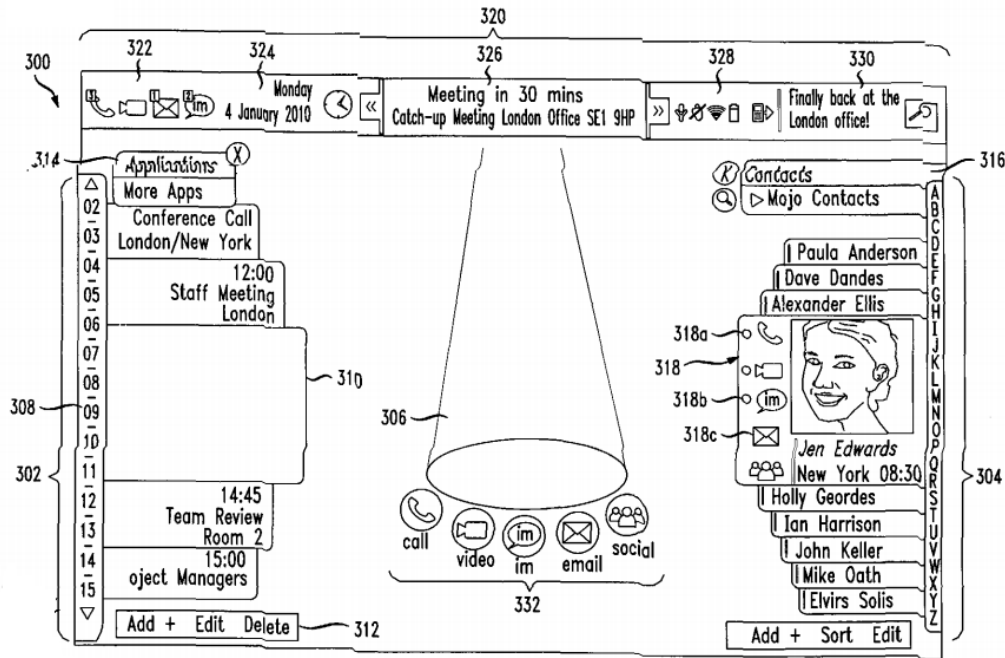 320
322
324
326
328
330
300
3
1
2
im
Monday
4 January 2010
«
Meeting in 30 mins
Catch-up Meeting London Office SE1 9HP
»
Finally back at the
London office!
314
Applications
X
More Apps
02
03
04
05
06
07
08
09
10
11
12
13
14
15
Conference Call
London/New York
12:00
Staff Meeting
London
310
308
302
14:45
Team Review
Room 2
15:00
oject Managers
Add + Edit Delete
312
306
call
video
im
im
email
social
332
K
Contacts
Mojo Contacts
316
Paula Anderson
Dave Dandes
Alexander Ellis
318a
318
318b
im
318c
Jen Edwards
New York 08:30
304
Holly Geordes
Ian Harrison
John Keller
Mike Oath
Elvirs Solis
A
B
C
D
E
F
G
H
I
J
K
L
M
N
O
P
Q
R
S
T
U
V
W
X
Y
Z
Add + Sort Edit